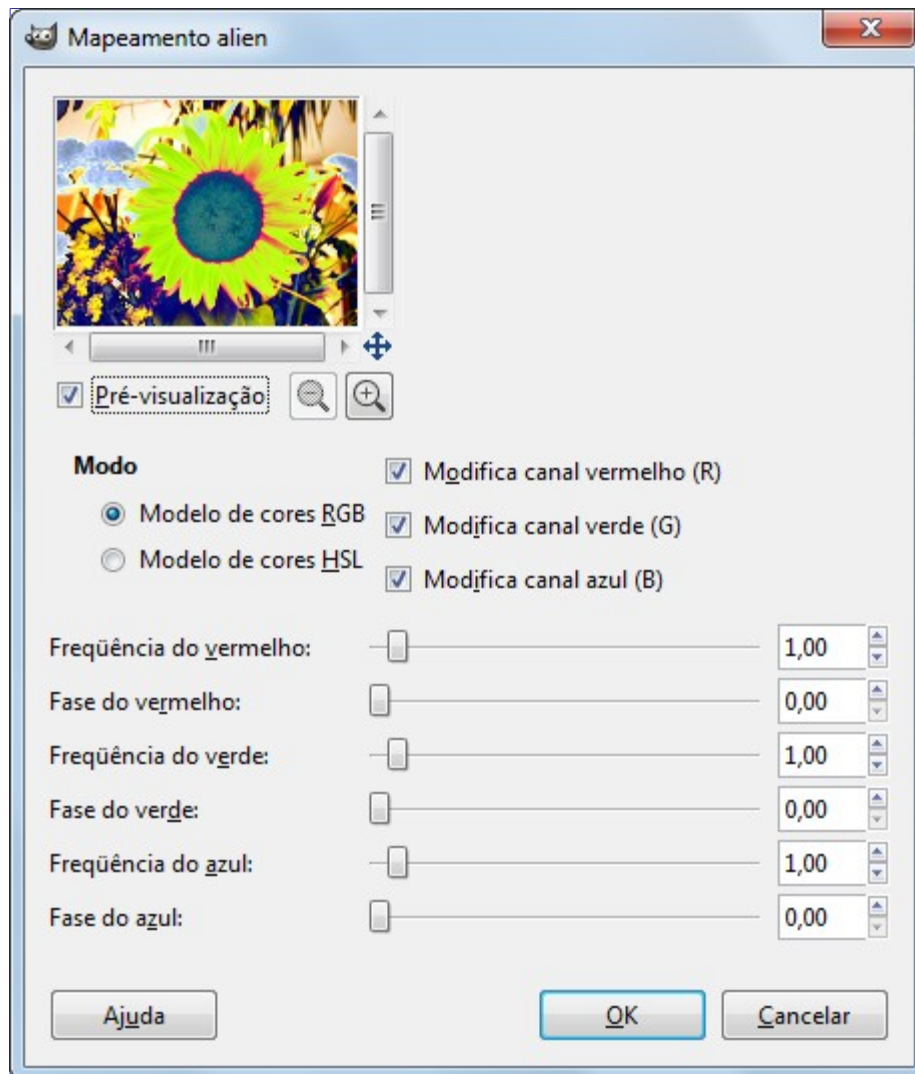 Mapeamento alien
Pré-visualização
Modo
Modelo de cores RGB
Modelo de cores HSL
Modifica canal vermelho (R)
Modifica canal verde (G)
Modifica canal azul (B)
Freqüência do vermelho: 1,00
Fase do vermelho: 0,00
Freqüência do verde: 1,00
Fase do verde: 0,00
Freqüência do azul: 1,00
Fase do azul: 0,00
Ajuda OK Cancelar